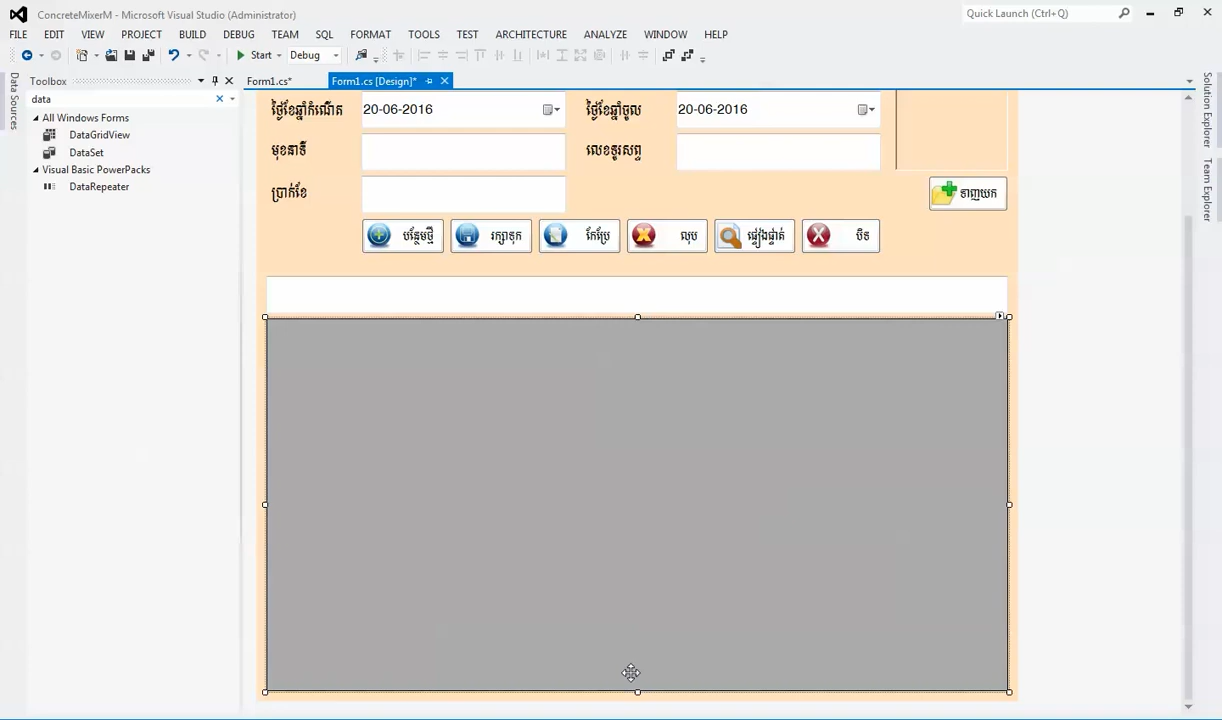 ConcreteMixerM - Microsoft Visual Studio (Administrator)
Quick Launch (Ctrl+Q)
FILE EDIT VIEW PROJECT BUILD DEBUG TEAM SQL FORMAT TOOLS TEST ARCHITECTURE ANALYZE WINDOW HELP
Start Debug
Data Sources
Toolbox
data
All Windows Forms
DataGridView
DataSet
Visual Basic PowerPacks
DataRepeater
Form1.cs* Form1.cs [Design]*
ថ្ងៃខែឆ្នាំកំណើត 20-06-2016 ថ្ងៃខែឆ្នាំចូល 20-06-2016
មុខនាទី លេខទូរសព្ទ
ប្រាក់ខែ ទាញយក
បន្ថែមថ្មី រក្សាទុក កែប្រែ លុប ផ្ទៀងផ្ទាត់ បិទ
Solution Explorer
Team Explorer